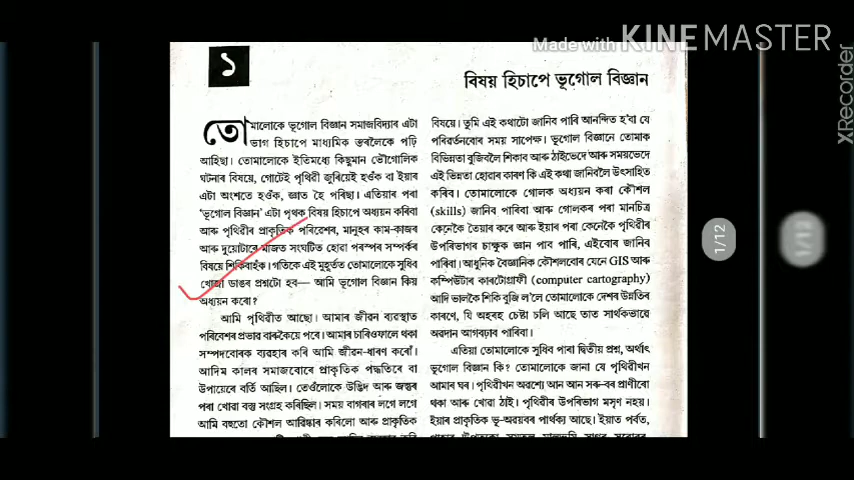 Made with KINEMASTER
XRecorder
১
বিষয় হিচাপে ভূগোল বিজ্ঞান
তোমালোকে ভূগোল বিজ্ঞান সমাজবিদ্যাৰ এটা
ভাগ হিচাপে মাধ্যমিক স্তৰলৈকে পঢ়ি
আহিছা। তোমালোকে ইতিমধ্যে কিছুমান ভৌগোলিক
ঘটনাৰ বিষয়ে, গোটেই পৃথিৱী জুৰিয়েই হওঁক বা ইয়াৰ
এটা অংশতে হওঁক, জ্ঞাত হৈ পৰিছা। এতিয়াৰ পৰা
‘ভূগোল বিজ্ঞান’ এটা পৃথক বিষয় হিচাপে অধ্যয়ন কৰিবা
আৰু পৃথিৱীৰ প্ৰাকৃতিক পৰিৱেশৰ, মানুহৰ কাম-কাজৰ
আৰু দুয়োটাৰে মাজত সংঘটিত হোৱা পৰস্পৰ সম্পৰ্কৰ
বিষয়ে শিকিবাহঁক। গতিকে এই মুহূৰ্তত তোমালোকে সুধিব
খোজা ডাঙৰ প্ৰশ্নটো হব— আমি ভূগোল বিজ্ঞান কিয়
অধ্যয়ন কৰো?
আমি পৃথিৱীত আছো। আমাৰ জীৱন ব্যৱস্থাত
পৰিবেশৰ প্ৰভাৱ বাৰুকৈয়ে পৰে। আমাৰ চাৰিওফালে থকা
সম্পদবোৰক ব্যৱহাৰ কৰি আমি জীৱন-ধাৰণ কৰোঁ।
আদিম কালৰ সমাজবোৰে প্ৰাকৃতিক পদ্ধতিৰে বা
উপায়েৰে বৰ্তি আছিল। তেওঁলোকে উদ্ভিদ আৰু জন্তুৰ
পৰা খোৱা বস্তু সংগ্ৰহ কৰিছিল। সময় বাগৰাৰ লগে লগে
আমি বহুতো কৌশল আৱিষ্কাৰ কৰিলো আৰু প্ৰাকৃতিক
বিষয়ে। তুমি এই কথাটো জানিব পাৰি আনন্দিত হ’বা যে
পৰিৱৰ্তনবোৰ সময় সাপেক্ষ। ভূগোল বিজ্ঞানে তোমাক
বিভিন্নতা বুজিবলৈ শিকাব আৰু ঠাইভেদে আৰু সময়ভেদে
এই ভিন্নতা হোৱাৰ কাৰণ কি এই কথা জানিবলৈ উৎসাহিত
কৰিব। তোমালোকে গোলক অধ্যয়ন কৰা কৌশল
(skills) জানিব পাৰিবা আৰু গোলকৰ পৰা মানচিত্ৰ
কেনেকৈ তৈয়াৰ কৰে আৰু ইয়াৰ পৰা কেনেকৈ পৃথিৱীৰ
উপৰিভাগৰ চাক্ষুক জ্ঞান পাব পাৰি, এইবোৰ জানিব
পাৰিবা। আধুনিক বৈজ্ঞানিক কৌশলবোৰ যেনে GIS আৰু
কম্পিউটাৰ কাৰটোগ্ৰাফী (computer cartography)
আদি ভালকৈ শিকি বুজি ল’লে তোমালোকে দেশৰ উন্নতিৰ
কাৰণে, যি অহৰহ চেষ্টা চলি আছে তাত সাৰ্থকভাৱে
অৱদান আগবঢ়াব পাৰিবা।
এতিয়া তোমালোকে সুধিব পাৰা দ্বিতীয় প্ৰশ্ন, অৰ্থাৎ
ভূগোল বিজ্ঞান কি? তোমালোকে জানা যে পৃথিৱীখন
আমাৰ ঘৰ। পৃথিৱীখন অৱশ্যে আন আন সৰু-বৰ প্ৰাণীৰো
থকা আৰু খোৱা ঠাই। পৃথিৱীৰ উপৰিভাগ মসৃণ নহয়।
ইয়াৰ প্ৰাকৃতিক ভূ-অৱয়বৰ পাৰ্থক্য আছে। ইয়াত পৰ্বত,
1/12
1/12